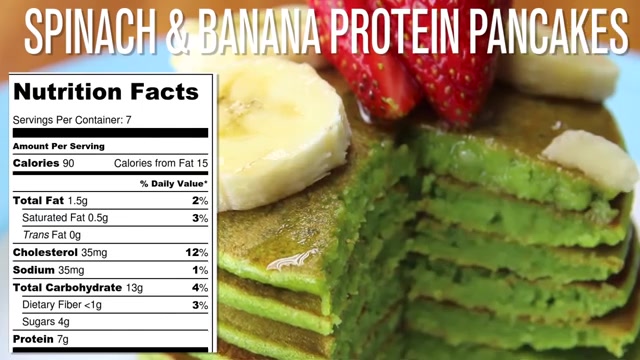 SPINACH & BANANA PROTEIN PANCAKES
Nutrition Facts
Servings Per Container: 7
Amount Per Serving
Calories 90 Calories from Fat 15
% Daily Value*
Total Fat 1.5g 2%
Saturated Fat 0.5g 3%
Trans Fat 0g
Cholesterol 35mg 12%
Sodium 35mg 1%
Total Carbohydrate 13g 4%
Dietary Fiber <1g 3%
Sugars 4g
Protein 7g